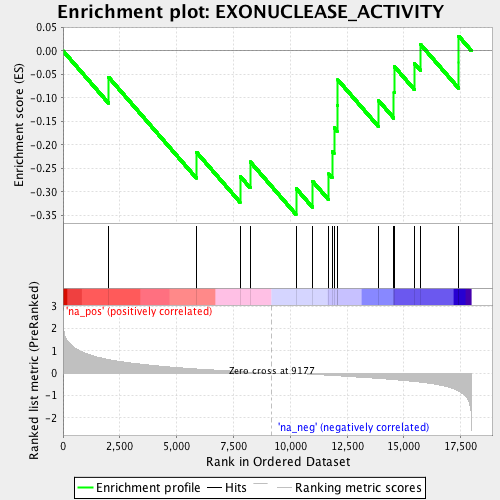 Enrichment plot: EXONUCLEASE_ACTIVITY
Enrichment score (ES)
0.05
0.00
-0.05
-0.10
-0.15
-0.20
-0.25
-0.30
-0.35
'na_pos' (positively correlated)
Ranked list metric (PreRanked)
3
2
1
0
-1
-2
Zero cross at 9177
'na_neg' (negatively correlated)
0
2,500
5,000
7,500
10,000
12,500
15,000
17,500
Rank in Ordered Dataset
Enrichment profile
Hits
Ranking metric scores